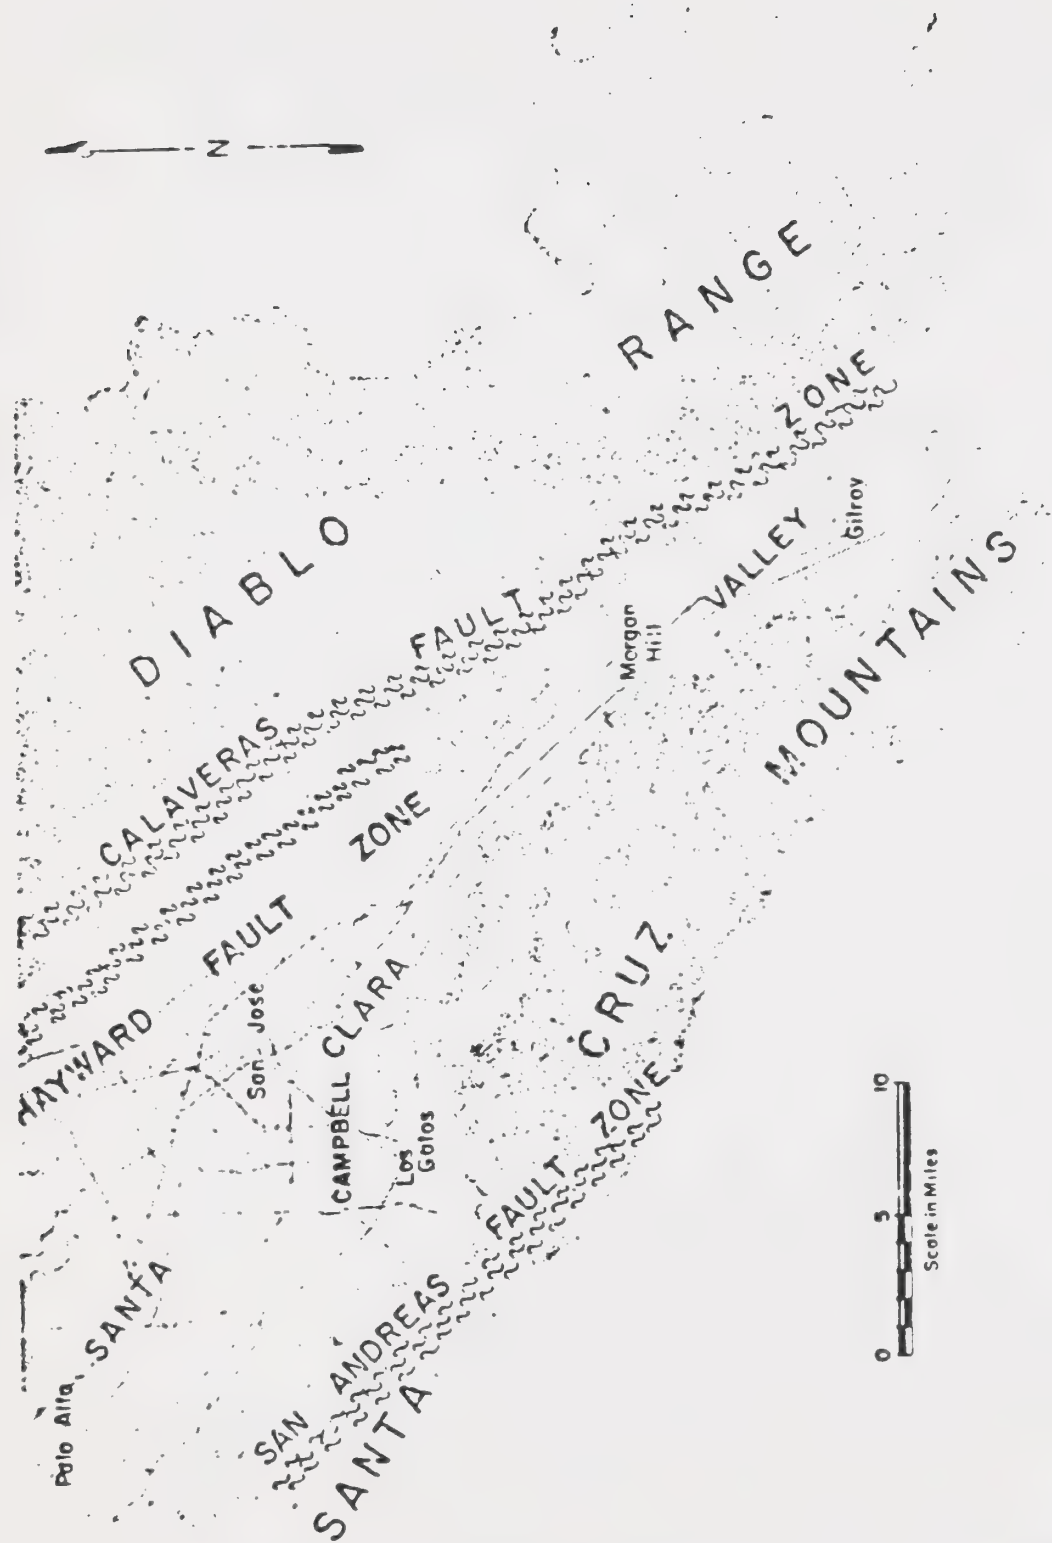 N
DIABLO
RANGE
CALAVERAS FAULT ZONE
HAYWARD FAULT ZONE
SANTA CLARA VALLEY
Palo Alta
San Jose
CAMPBELL
Los
Gatos
Morgan
Hill
Gilroy
SAN ANDREAS FAULT ZONE
SANTA CRUZ MOUNTAINS
0 5 10
Scale in Miles